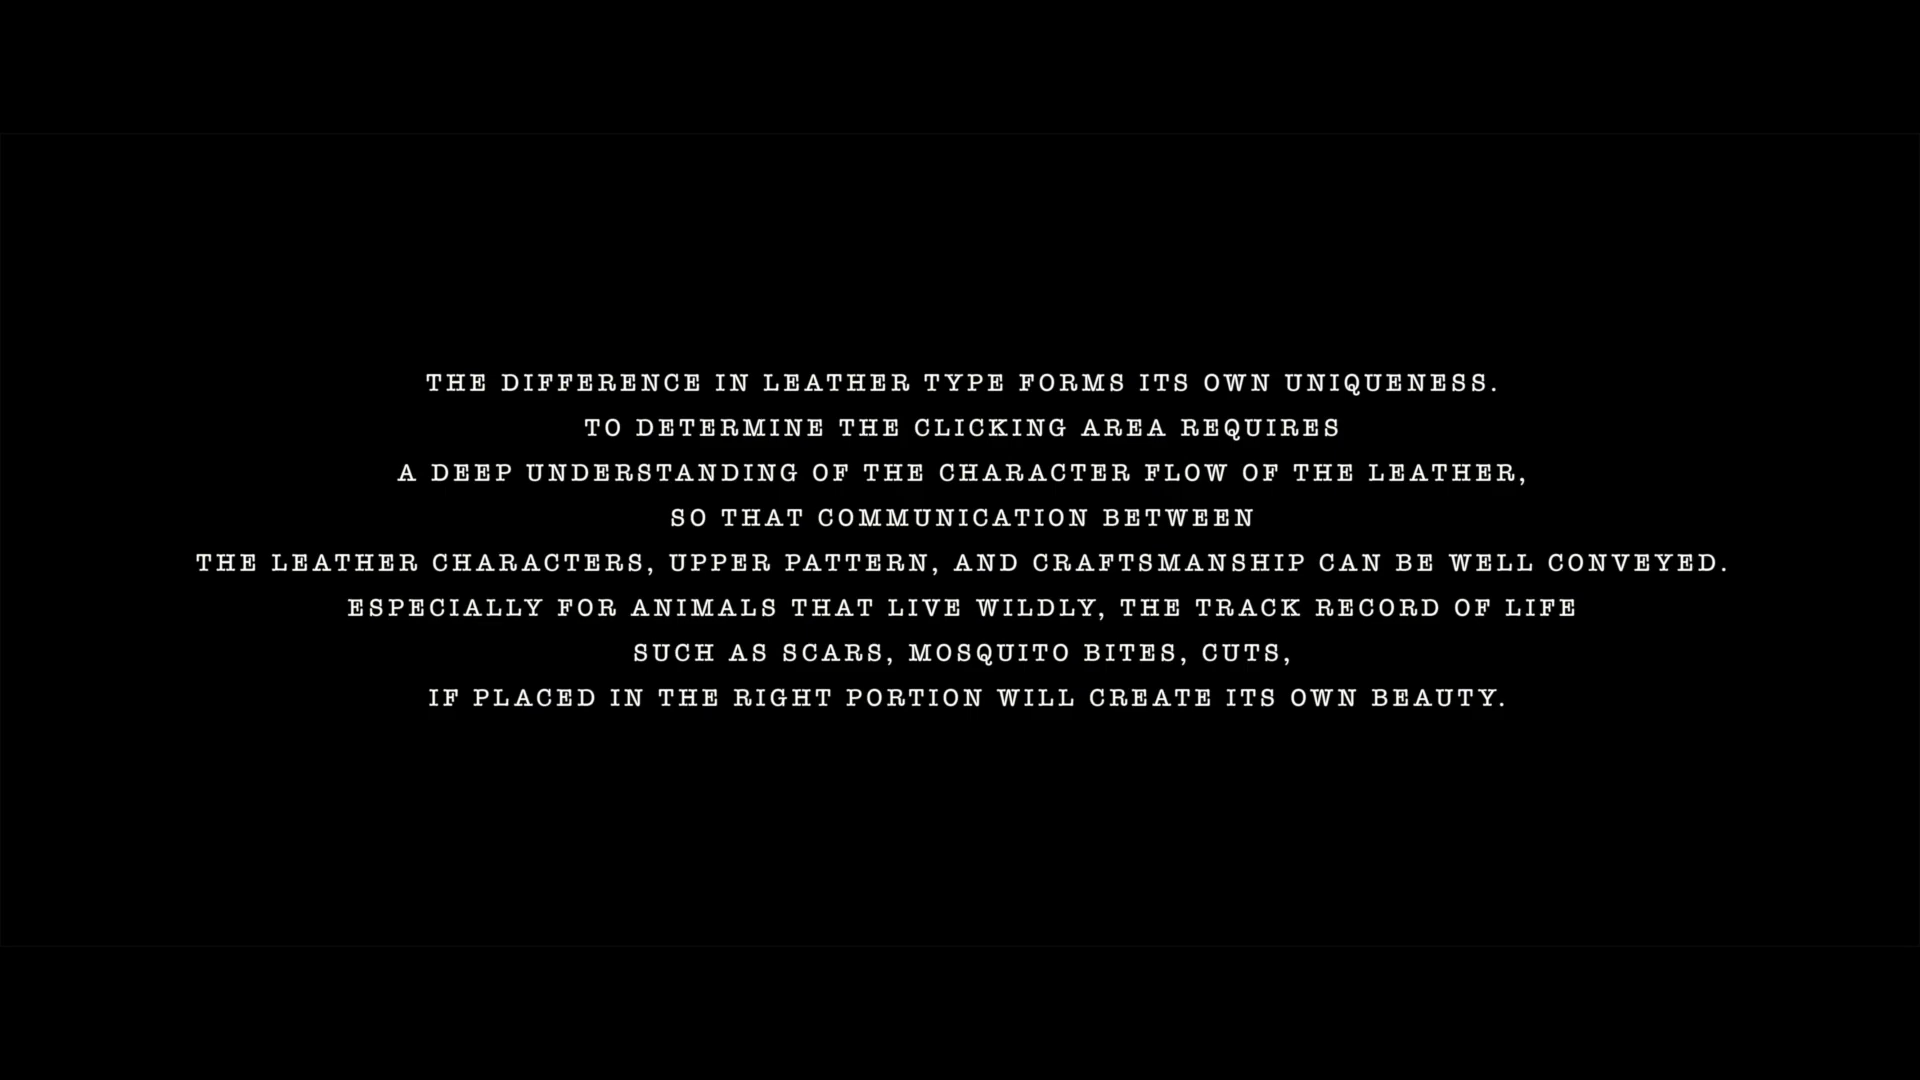 THE DIFFERENCE IN LEATHER TYPE FORMS ITS OWN UNIQUENESS.
TO DETERMINE THE CLICKING AREA REQUIRES
A DEEP UNDERSTANDING OF THE CHARACTER FLOW OF THE LEATHER,
SO THAT COMMUNICATION BETWEEN
THE LEATHER CHARACTERS, UPPER PATTERN, AND CRAFTSMANSHIP CAN BE WELL CONVEYED.
ESPECIALLY FOR ANIMALS THAT LIVE WILDLY, THE TRACK RECORD OF LIFE
SUCH AS SCARS, MOSQUITO BITES, CUTS,
IF PLACED IN THE RIGHT PORTION WILL CREATE ITS OWN BEAUTY.